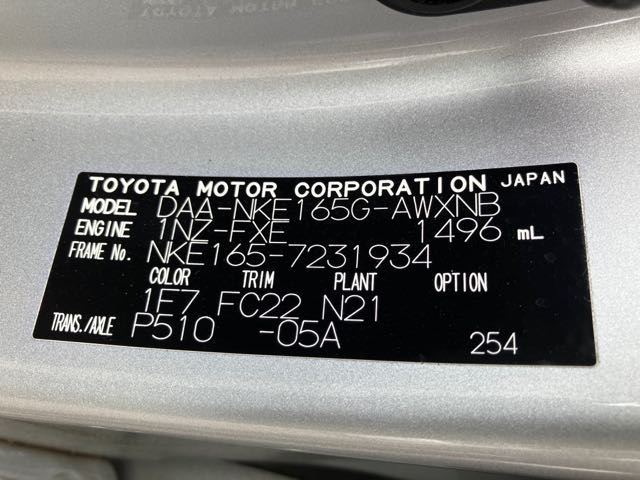 TOYOTA MOTOR CORPORATION JAPAN
MODEL DAA-NKE165G-AWXNB
ENGINE 1NZ-FXE 1496 mL
FRAME No. NKE165-7231934
COLOR TRIM PLANT OPTION
1F7 FC22 N21
TRANS./AXLE P510 -05A 254